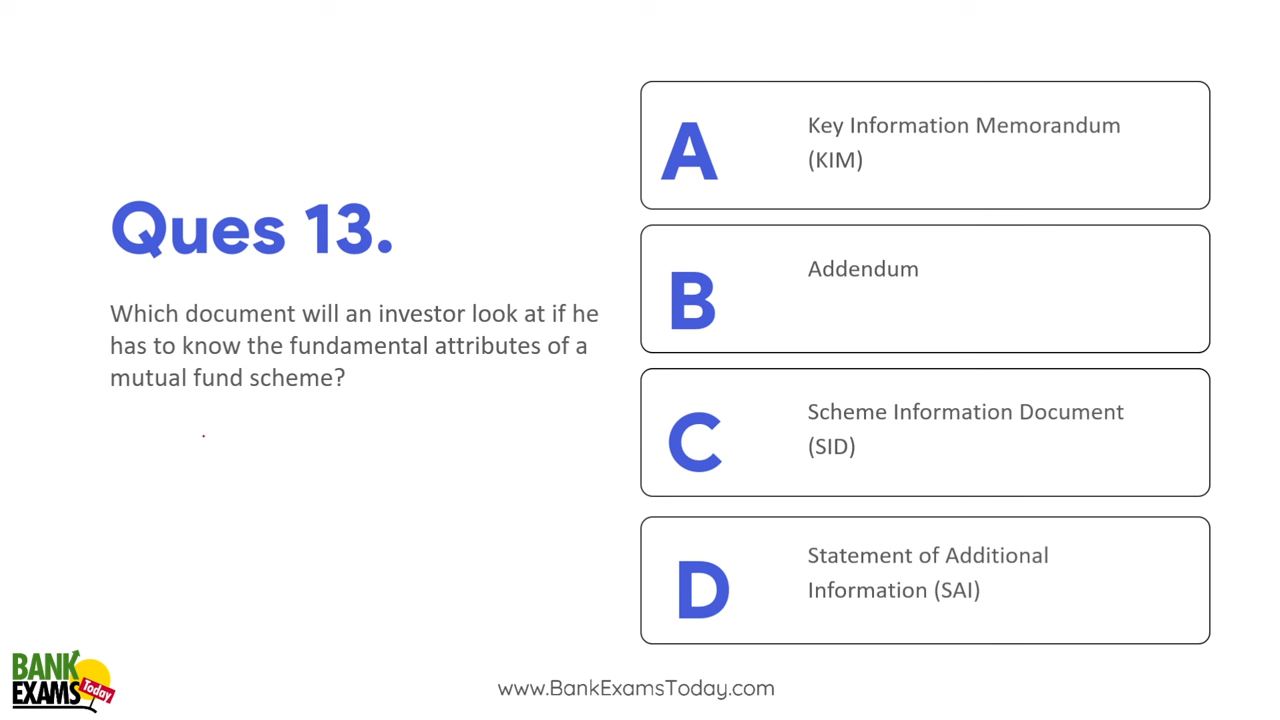 Ques 13.
Which document will an investor look at if he
has to know the fundamental attributes of a
mutual fund scheme?
A
Key Information Memorandum
(KIM)
B
Addendum
C
Scheme Information Document
(SID)
D
Statement of Additional
Information (SAI)
BANK
EXAMS
Today
www.BankExamsToday.com